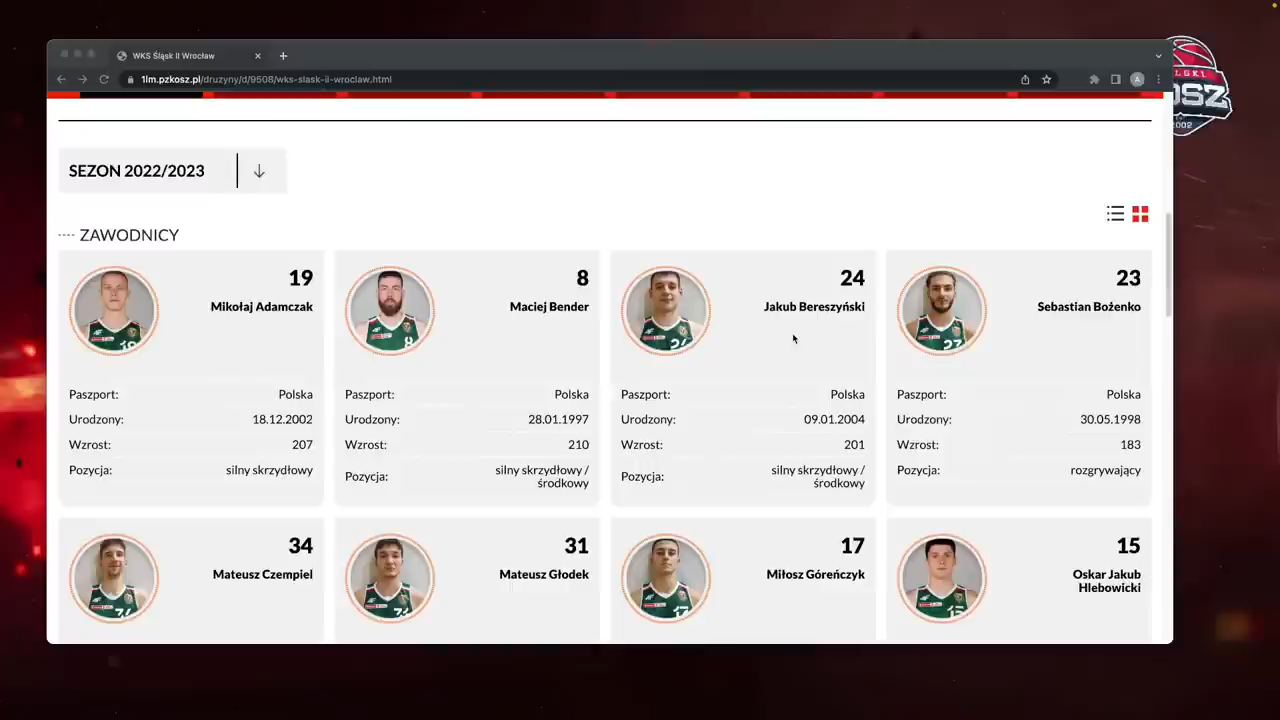 WKS Śląsk II Wrocław
1lm.pzkosz.pl/druzyny/d/9508/wks-slask-ii-wroclaw.html
SEZON 2022/2023
ZAWODNICY
19
Mikołaj Adamczak
Paszport: Polska
Urodzony: 18.12.2002
Wzrost: 207
Pozycja: silny skrzydłowy
8
Maciej Bender
Paszport: Polska
Urodzony: 28.01.1997
Wzrost: 210
Pozycja: silny skrzydłowy /
środkowy
24
Jakub Bereszyński
Paszport: Polska
Urodzony: 09.01.2004
Wzrost: 201
Pozycja: silny skrzydłowy /
środkowy
23
Sebastian Bożenko
Paszport: Polska
Urodzony: 30.05.1998
Wzrost: 183
Pozycja: rozgrywający
34
Mateusz Czempiel
31
Mateusz Głodek
17
Miłosz Góreńczyk
15
Oskar Jakub
Hlebowicki